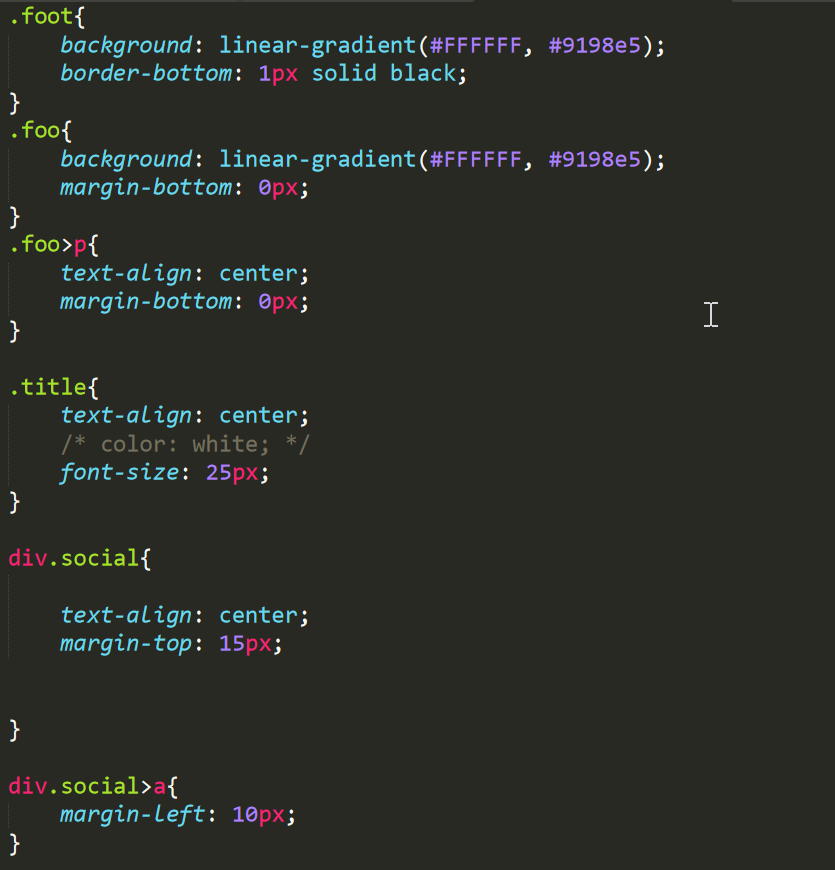 .foot{
    background: linear-gradient(#FFFFFF, #9198e5);
    border-bottom: 1px solid black;
}
.foo{
    background: linear-gradient(#FFFFFF, #9198e5);
    margin-bottom: 0px;
}
.foo>p{
    text-align: center;
    margin-bottom: 0px;
}
.title{
    text-align: center;
    /* color: white; */
    font-size: 25px;
}
div.social{
    text-align: center;
    margin-top: 15px;
}
div.social>a{
    margin-left: 10px;
}